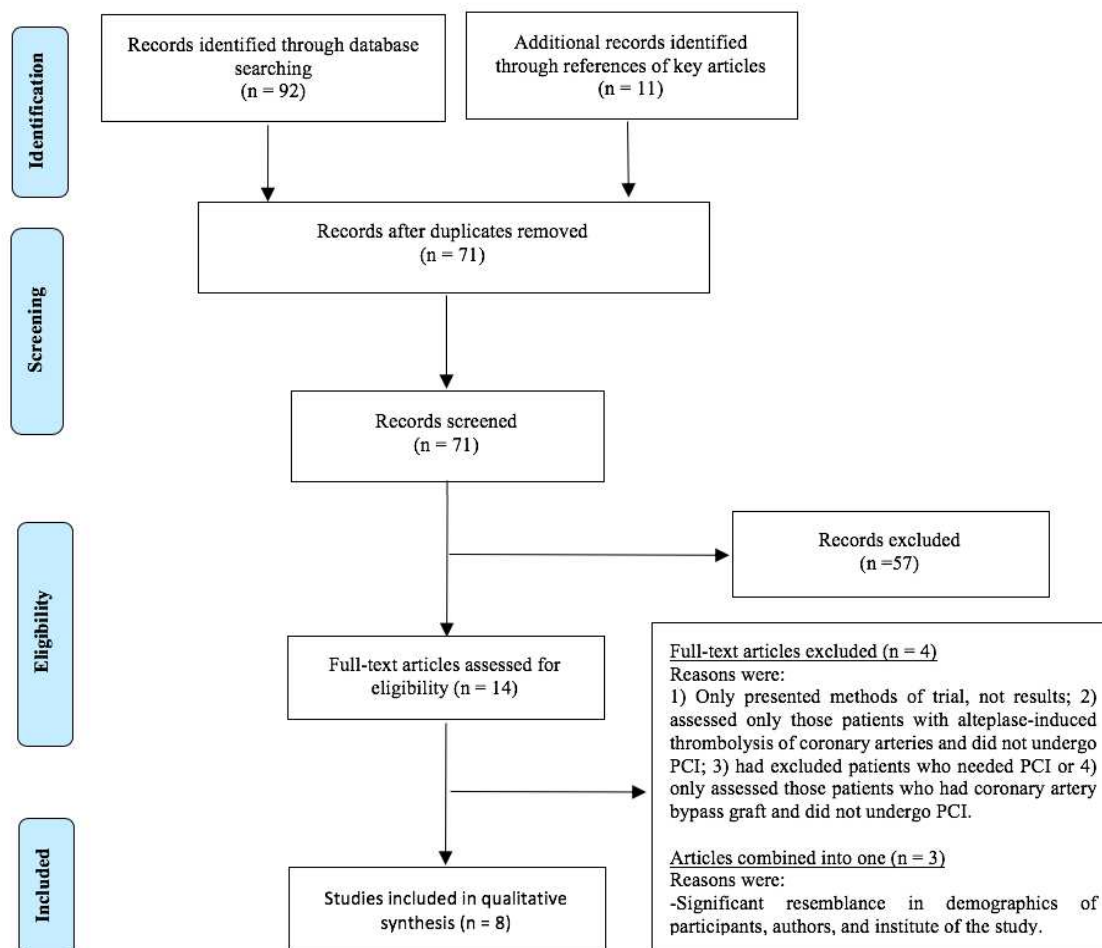 Identification
Records identified through database
searching
(n = 92)
Additional records identified
through references of key articles
(n = 11)
Screening
Records after duplicates removed
(n = 71)
Records screened
(n = 71)
Eligibility
Records excluded
(n =57)
Full-text articles assessed for
eligibility (n = 14)
Full-text articles excluded (n = 4)
Reasons were:
1) Only presented methods of trial, not results; 2)
assessed only those patients with alteplase-induced
thrombolysis of coronary arteries and did not undergo
PCI; 3) had excluded patients who needed PCI or 4)
only assessed those patients who had coronary artery
bypass graft and did not undergo PCI.
Articles combined into one (n = 3)
Reasons were:
-Significant resemblance in demographics of
participants, authors, and institute of the study.
Included
Studies included in qualitative
synthesis (n = 8)